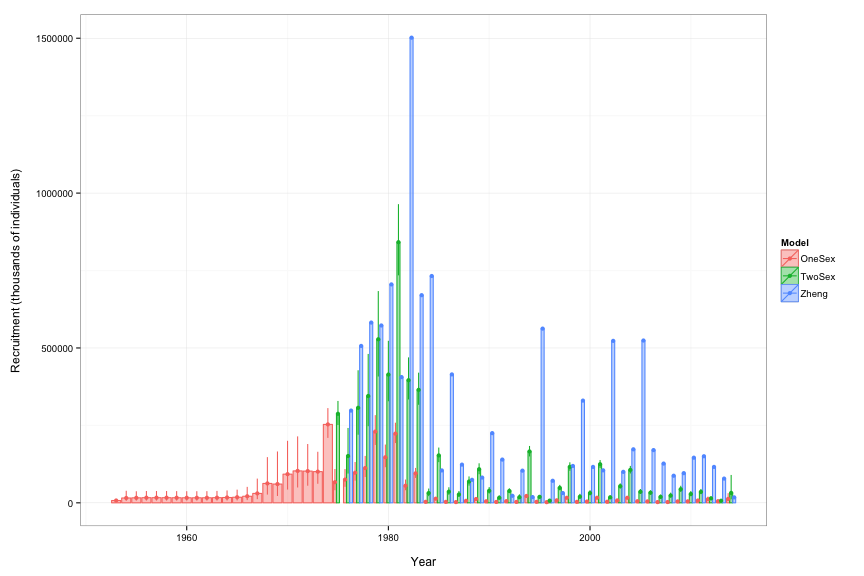 1500000
1000000
500000
0
Recruitment (thousands of individuals)
1960
1980
2000
Year
Model
OneSex
TwoSex
Zheng